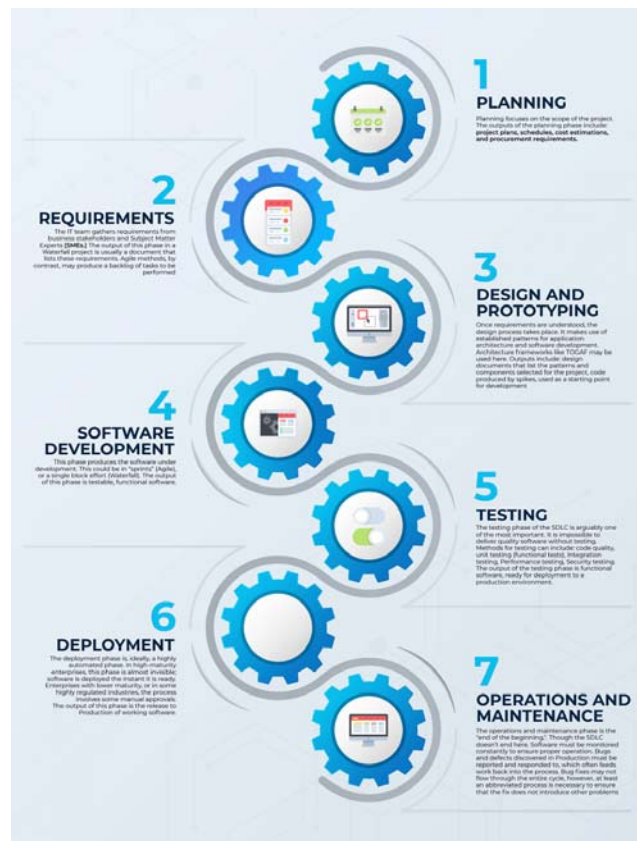 1
PLANNING
Planning focuses on the scope of the project.
The outputs of the planning phase include:
project plans, schedules, cost estimations,
and procurement requirements.
2
REQUIREMENTS
The IT team gathers requirements from
business stakeholders and Subject Matter
Experts [SMEs.] The output of this phase in a
Waterfall project is usually a document that
lists these requirements. Agile methods, by
contrast, may produce a backlog of tasks to be
performed
3
DESIGN AND
PROTOTYPING
Once requirements are understood, the
design process takes place. It makes use of
established patterns for application
architecture and software development.
Architecture frameworks like TOGAF may be
used here. Outputs include: design
documents that list the patterns and
components selected for the project, code
produced by spikes, used as a starting point
for development
4
SOFTWARE
DEVELOPMENT
This phase produces the software under
development. This could be in "sprints" (Agile),
or a single block effort (Waterfall). The output
of this phase is testable, functional software.
5
TESTING
The testing phase of the SDLC is arguably one
of the most important. It is impossible to
deliver quality software without testing.
Methods for testing can include: code quality,
unit testing (functional tests), Integration
testing, Performance testing, Security testing.
The output of the testing phase is functional
software, ready for deployment to a
production environment.
6
DEPLOYMENT
The deployment phase is, ideally, a highly
automated phase. In high-maturity
enterprises, this phase is almost invisible;
software is deployed the instant it is ready.
Enterprises with lower maturity, or in some
highly regulated industries, the process
involves some manual approvals.
The output of this phase is the release to
Production of working software.
7
OPERATIONS AND
MAINTENANCE
The operations and maintenance phase is the
"end of the beginning,". Though the SDLC
doesn't end here. Software must be monitored
constantly to ensure proper operation. Bugs
and defects discovered in Production must be
reported and responded to, which often feeds
work back into the process. Bug fixes may not
flow through the entire cycle, however, at least
an abbreviated process is necessary to ensure
that the fix does not introduce other problems